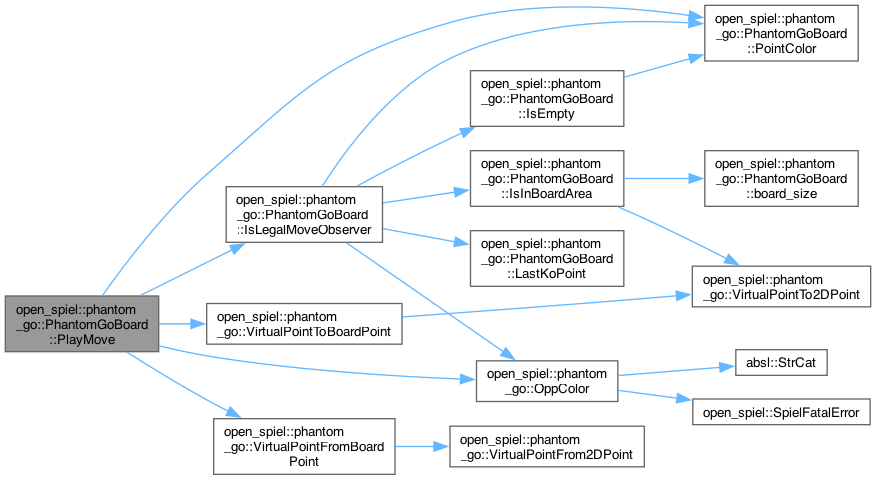 open_spiel::phantom
_go::PhantomGoBoard
::PlayMove
open_spiel::phantom
_go::PhantomGoBoard
::IsLegalMoveObserver
open_spiel::phantom
_go::VirtualPointToBoardPoint
open_spiel::phantom
_go::VirtualPointFromBoard
Point
open_spiel::phantom
_go::PhantomGoBoard
::IsEmpty
open_spiel::phantom
_go::PhantomGoBoard
::IsInBoardArea
open_spiel::phantom
_go::PhantomGoBoard
::LastKoPoint
open_spiel::phantom
_go::OppColor
open_spiel::phantom
_go::VirtualPointFrom2DPoint
open_spiel::phantom
_go::PhantomGoBoard
::PointColor
open_spiel::phantom
_go::PhantomGoBoard
::board_size
open_spiel::phantom
_go::VirtualPointTo2DPoint
absl::StrCat
open_spiel::SpielFatalError